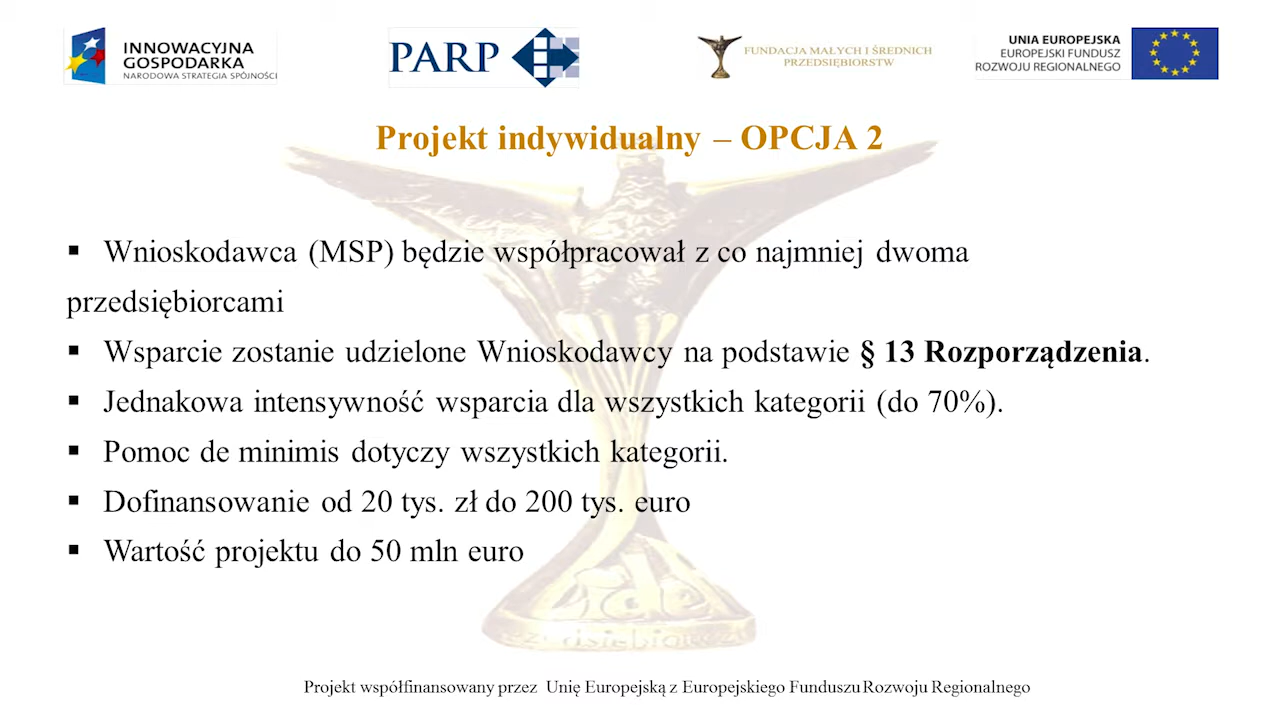 INNOWACYJNA
GOSPODARKA
NARODOWA STRATEGIA SPÓJNOŚCI
PARP
FUNDACJA MAŁYCH I ŚREDNICH
PRZEDSIĘBIORSTW
UNIA EUROPEJSKA
EUROPEJSKI FUNDUSZ
ROZWOJU REGIONALNEGO
Projekt indywidualny – OPCJA 2
▪ Wnioskodawca (MSP) będzie współpracował z co najmniej dwoma
przedsiębiorcami
▪ Wsparcie zostanie udzielone Wnioskodawcy na podstawie § 13 Rozporządzenia.
▪ Jednakowa intensywność wsparcia dla wszystkich kategorii (do 70%).
▪ Pomoc de minimis dotyczy wszystkich kategorii.
▪ Dofinansowanie od 20 tys. zł do 200 tys. euro
▪ Wartość projektu do 50 mln euro
Projekt współfinansowany przez Unię Europejską z Europejskiego Funduszu Rozwoju Regionalnego